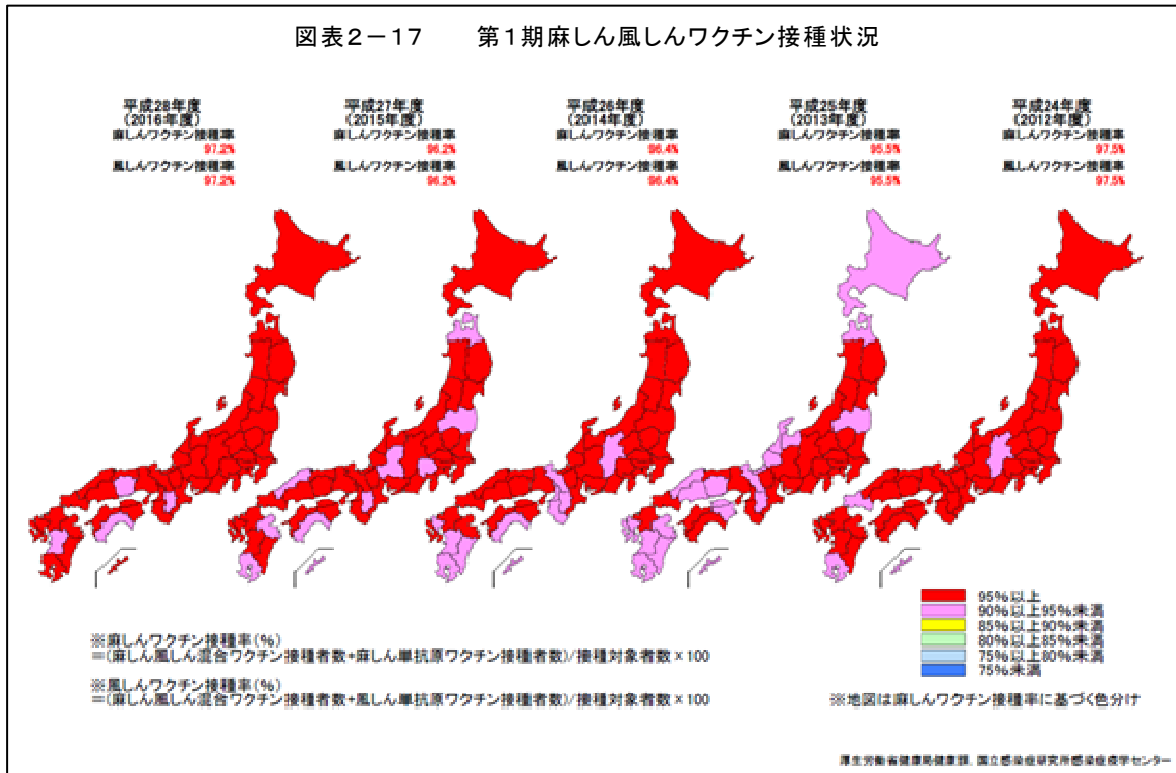 図表2-17 第1期麻しん風しんワクチン接種状況
平成28年度
(2016年度)
麻しんワクチン接種率
97.2%
風しんワクチン接種率
97.2%
平成27年度
(2015年度)
麻しんワクチン接種率
96.2%
風しんワクチン接種率
96.2%
平成26年度
(2014年度)
麻しんワクチン接種率
96.4%
風しんワクチン接種率
96.4%
平成25年度
(2013年度)
麻しんワクチン接種率
95.5%
風しんワクチン接種率
95.5%
平成24年度
(2012年度)
麻しんワクチン接種率
97.5%
風しんワクチン接種率
97.5%
95%以上
90%以上95%未満
85%以上90%未満
80%以上85%未満
75%以上80%未満
75%未満
※麻しんワクチン接種率(%)
=(麻しん風しん混合ワクチン接種者数+麻しん単抗原ワクチン接種者数)/接種対象者数×100
※風しんワクチン接種率(%)
=(麻しん風しん混合ワクチン接種者数+風しん単抗原ワクチン接種者数)/接種対象者数×100
※地図は麻しんワクチン接種率に基づく色分け
厚生労働省健康局健康課、国立感染症研究所感染症疫学センター